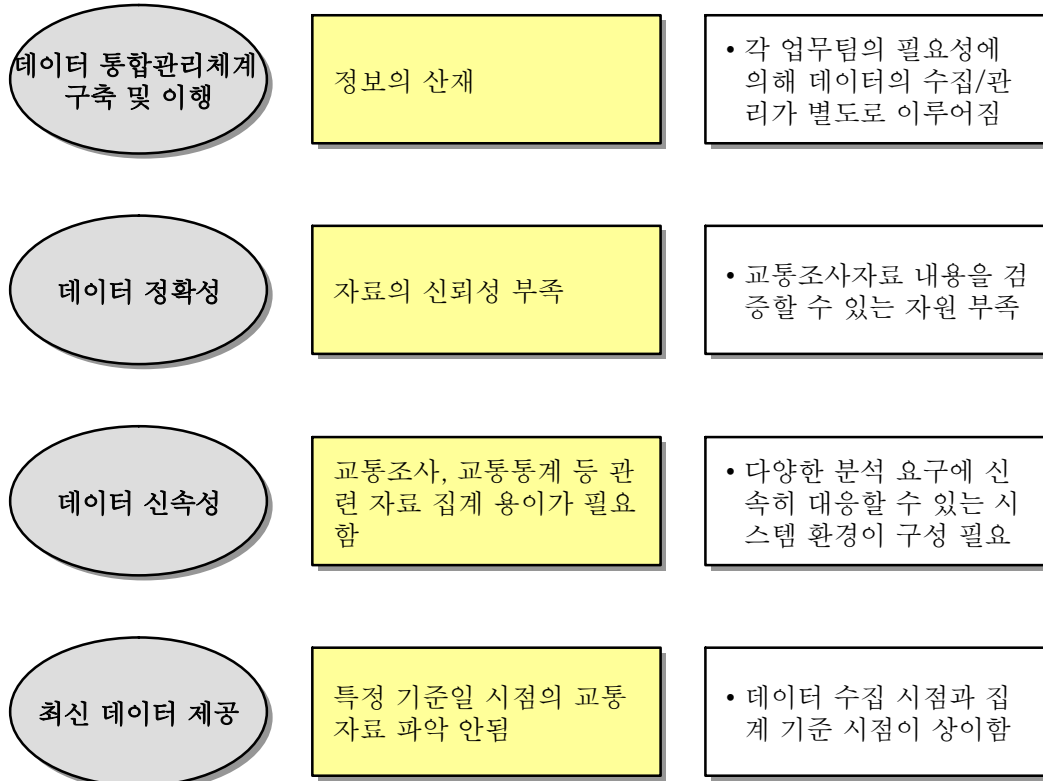 데이터 통합관리체계
구축 및 이행
정보의 산재
• 각 업무팀의 필요성에
의해 데이터의 수집/관
리가 별도로 이루어짐
데이터 정확성
자료의 신뢰성 부족
• 교통조사자료 내용을 검
증할 수 있는 자원 부족
데이터 신속성
교통조사, 교통통계 등 관
련 자료 집계 용이가 필요
함
• 다양한 분석 요구에 신
속히 대응할 수 있는 시
스템 환경이 구성 필요
최신 데이터 제공
특정 기준일 시점의 교통
자료 파악 안됨
• 데이터 수집 시점과 집
계 기준 시점이 상이함